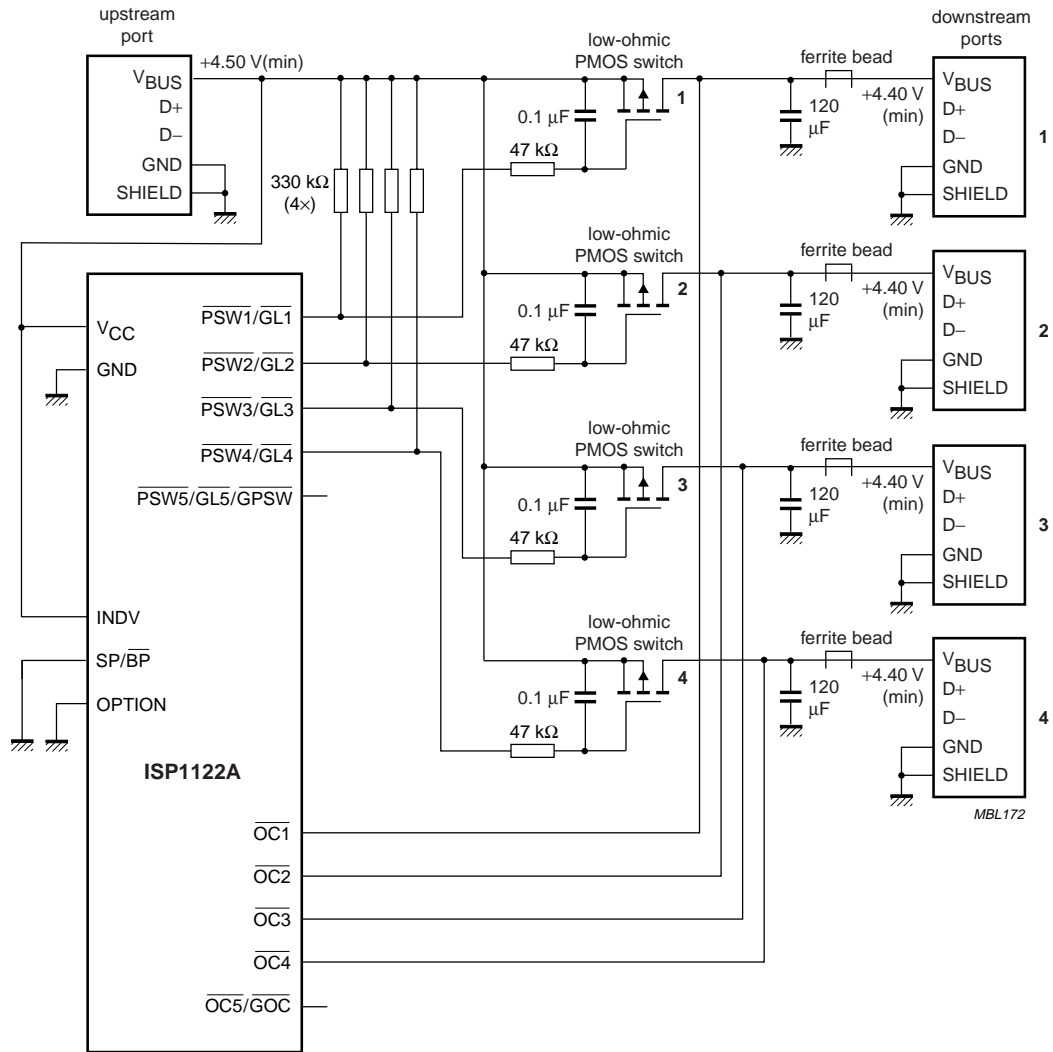 upstream
port
+4.50 V(min)
VBUS
D+
D−
GND
SHIELD
330 kΩ
(4×)
low-ohmic
PMOS switch
1
0.1 μF
47 kΩ
ferrite bead
120
μF
+4.40 V
(min)
downstream
ports
VBUS
D+
D−
GND
SHIELD
1
low-ohmic
PMOS switch
2
0.1 μF
47 kΩ
ferrite bead
120
μF
+4.40 V
(min)
VBUS
D+
D−
GND
SHIELD
2
low-ohmic
PMOS switch
3
0.1 μF
47 kΩ
ferrite bead
120
μF
+4.40 V
(min)
VBUS
D+
D−
GND
SHIELD
3
low-ohmic
PMOS switch
4
0.1 μF
47 kΩ
ferrite bead
120
μF
+4.40 V
(min)
VBUS
D+
D−
GND
SHIELD
4
MBL172
VCC
GND
INDV
SP/BP
OPTION
ISP1122A
PSW1/GL1
PSW2/GL2
PSW3/GL3
PSW4/GL4
PSW5/GL5/GPSW
OC1
OC2
OC3
OC4
OC5/GOC